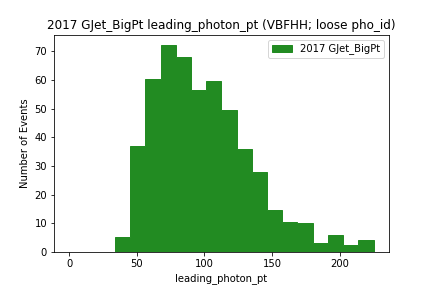 2017 GJet_BigPt leading_photon_pt (VBFHH; loose pho_id)
2017 GJet_BigPt
Number of Events
70
60
50
40
30
20
10
0
0 50 100 150 200
leading_photon_pt